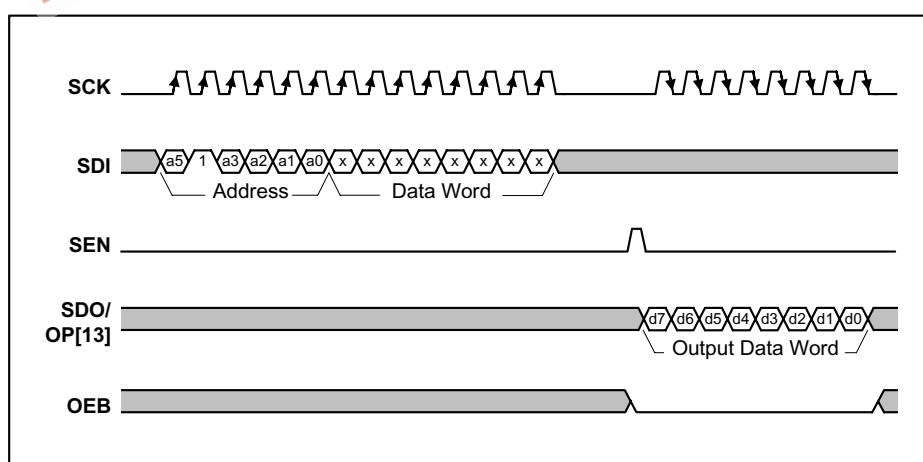 SCK
SDI a5 1 a3 a2 a1 a0 x x x x x x x x
Address Data Word
SEN
SDO/
OP[13] d7 d6 d5 d4 d3 d2 d1 d0
Output Data Word
OEB